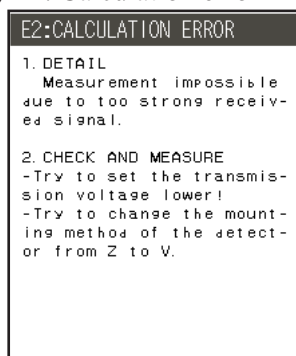 E2:CALCULATION ERROR
1. DETAIL
Measurement impossible
due to too strong receiv-
ed signal.
2. CHECK AND MEASURE
-Try to set the transmis-
sion voltage lower!
-Try to change the mount-
ing method of the detect-
or from Z to V.